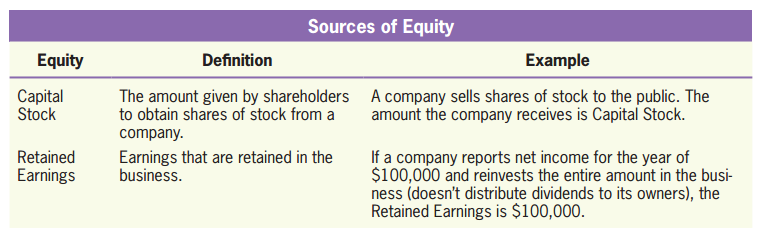 Sources of Equity
Equity Definition Example
Capital Stock
The amount given by shareholders
to obtain shares of stock from a
company.
A company sells shares of stock to the public. The
amount the company receives is Capital Stock.
Retained
Earnings
Earnings that are retained in the
business.
If a company reports net income for the year of
$100,000 and reinvests the entire amount in the busi-
ness (doesn't distribute dividends to its owners), the
Retained Earnings is $100,000.